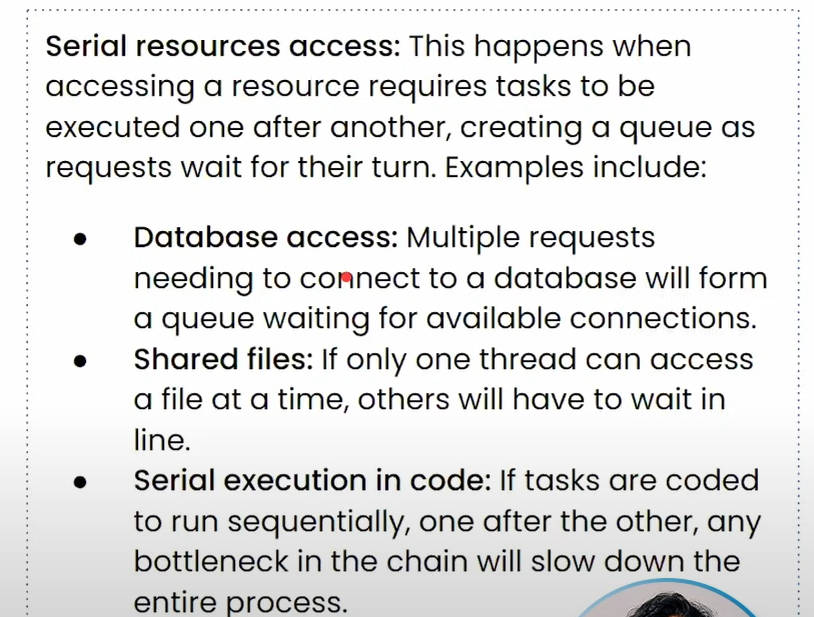 Serial resources access: This happens when
accessing a resource requires tasks to be
executed one after another, creating a queue as
requests wait for their turn. Examples include:
● Database access: Multiple requests
needing to connect to a database will form
a queue waiting for available connections.
● Shared files: If only one thread can access
a file at a time, others will have to wait in
line.
● Serial execution in code: If tasks are coded
to run sequentially, one after the other, any
bottleneck in the chain will slow down the
entire process.